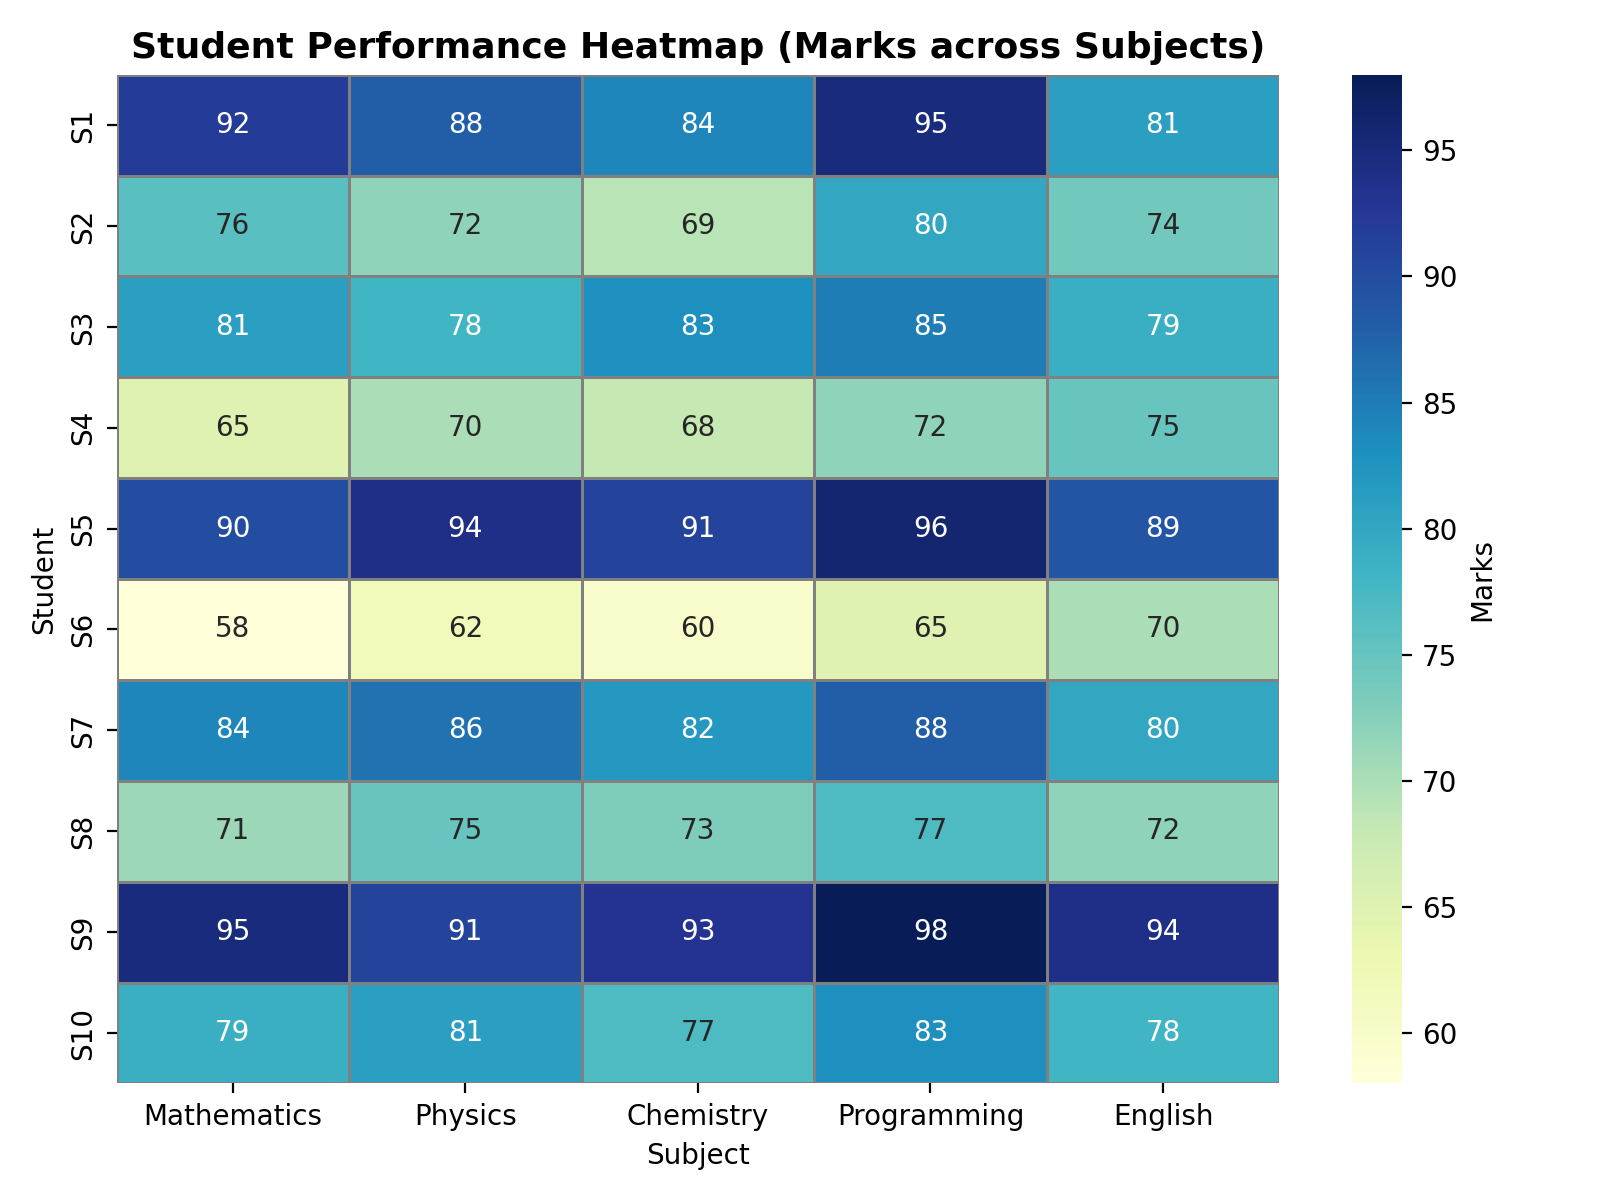 Student Performance Heatmap (Marks across Subjects)
S1 92 88 84 95 81
S2 76 72 69 80 74
S3 81 78 83 85 79
S4 65 70 68 72 75
S5 90 94 91 96 89
S6 58 62 60 65 70
S7 84 86 82 88 80
S8 71 75 73 77 72
S9 95 91 93 98 94
S10 79 81 77 83 78
Mathematics Physics Chemistry Programming English
Subject
Student
95
90
85
80
75
70
65
60
Marks